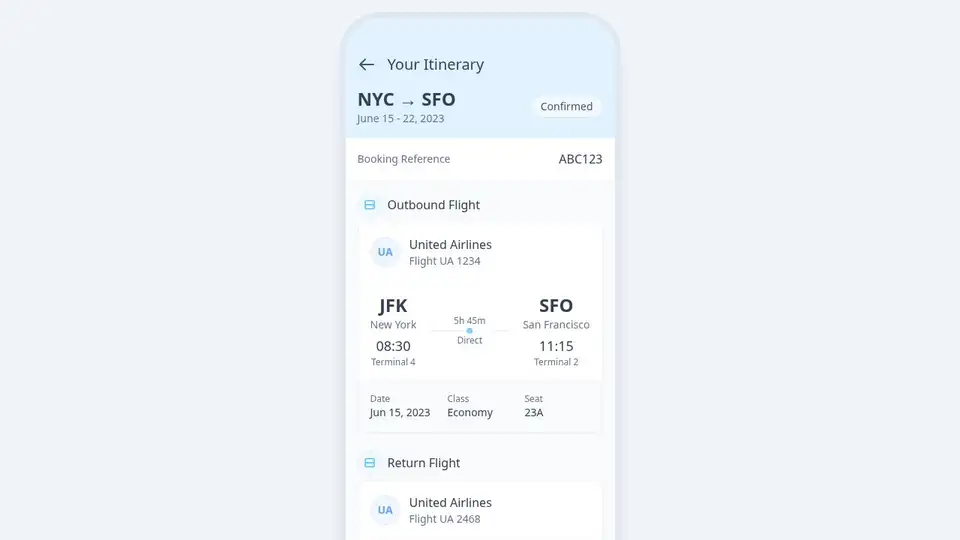 Your Itinerary
NYC → SFO
June 15 - 22, 2023
Confirmed
Booking Reference
ABC123
Outbound Flight
UA
United Airlines
Flight UA 1234
JFK
New York
08:30
Terminal 4
5h 45m
Direct
SFO
San Francisco
11:15
Terminal 2
Date
Jun 15, 2023
Class
Economy
Seat
23A
Return Flight
UA
United Airlines
Flight UA 2468